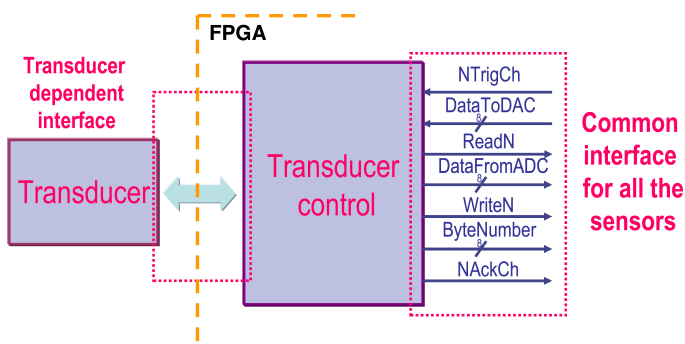 FPGA
Transducer
dependent
interface
Transducer
Transducer
control
NTrigCh
DataToDAC
8
ReadN
DataFromADC
8
WriteN
ByteNumber
8
NAckCh
Common
interface
for all the
sensors